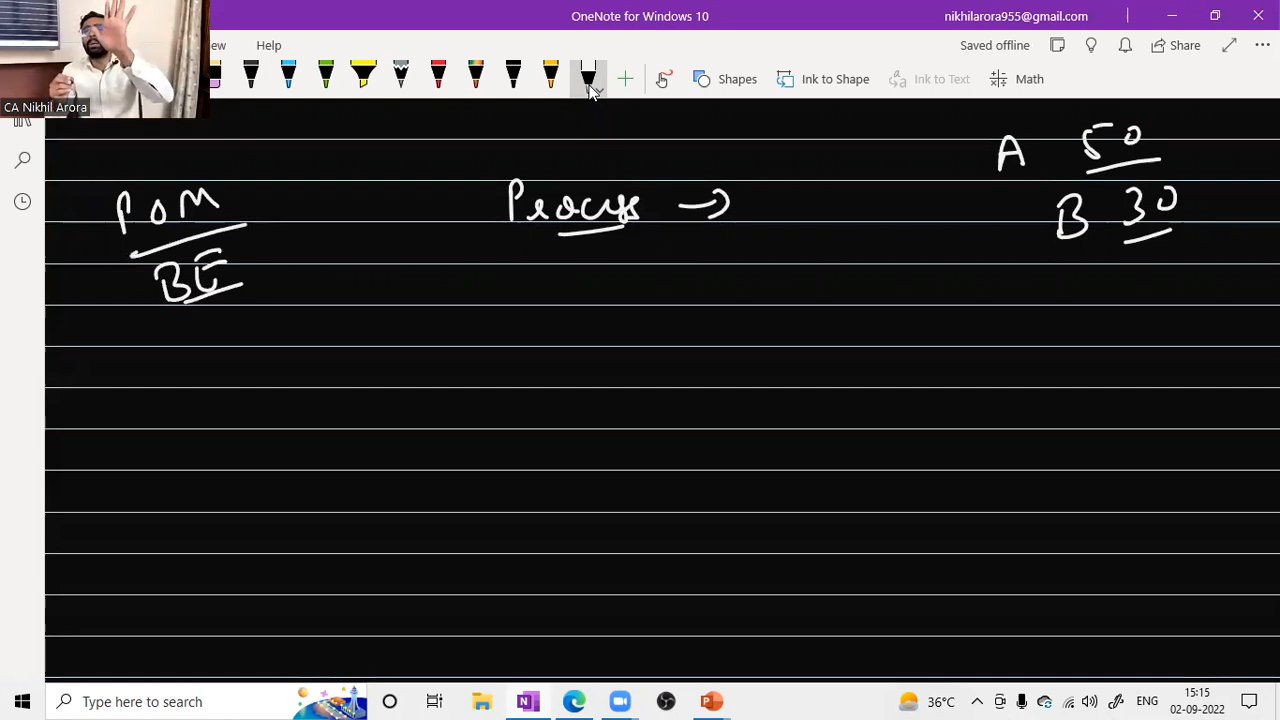 OneNote for Windows 10
nikhilarora955@gmail.com
ew Help
Saved offline
Share
Shapes
Ink to Shape
Ink to Text
Math
CA Nikhil Arora
A 50
POM
Process →
B 30
BE
Type here to search
36°C
ENG
15:15
02-09-2022